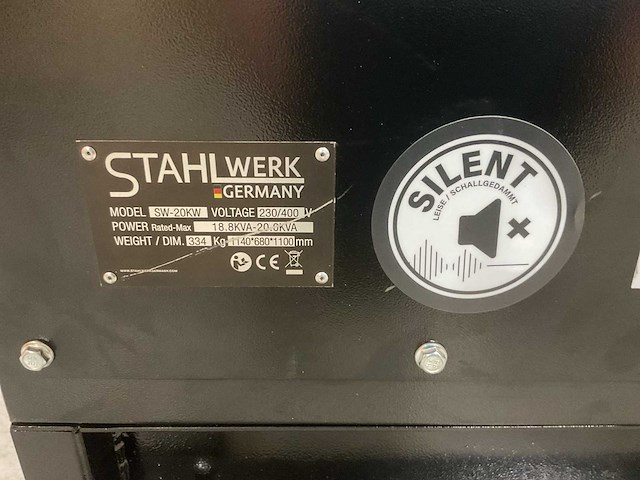 STAHLWERK
GERMANY
MODEL SW-20KW VOLTAGE 230/400 V
POWER Rated-Max 18.8KVA-20.0KVA
WEIGHT / DIM. 334 Kg 1140*680*1100 mm
CE
SILENT
LEISE / SCHALLGEDÄMMT